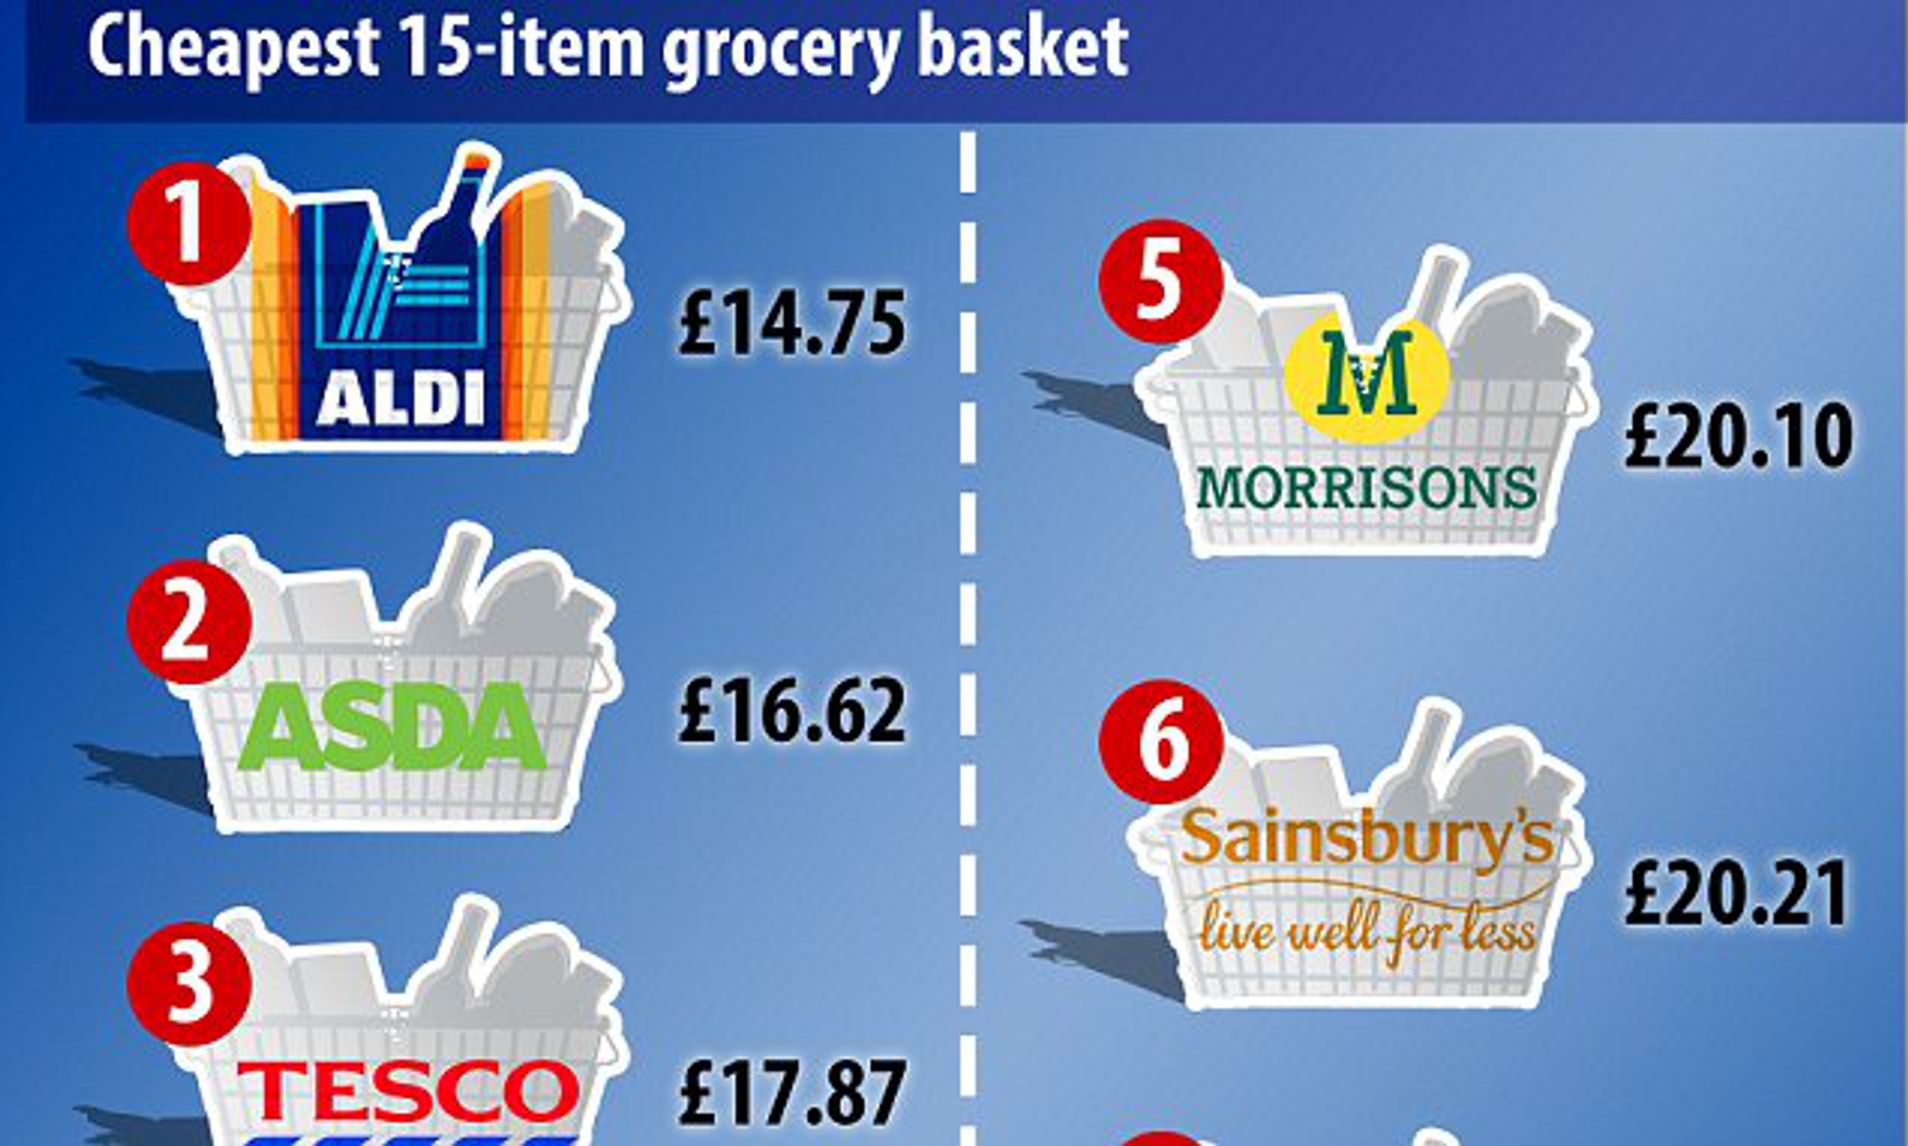 Cheapest 15-item grocery basket
1
ALDI
£14.75
2
ASDA
£16.62
3
TESCO
£17.87
5
M
MORRISONS
£20.10
6
Sainsbury's
live well for less
£20.21